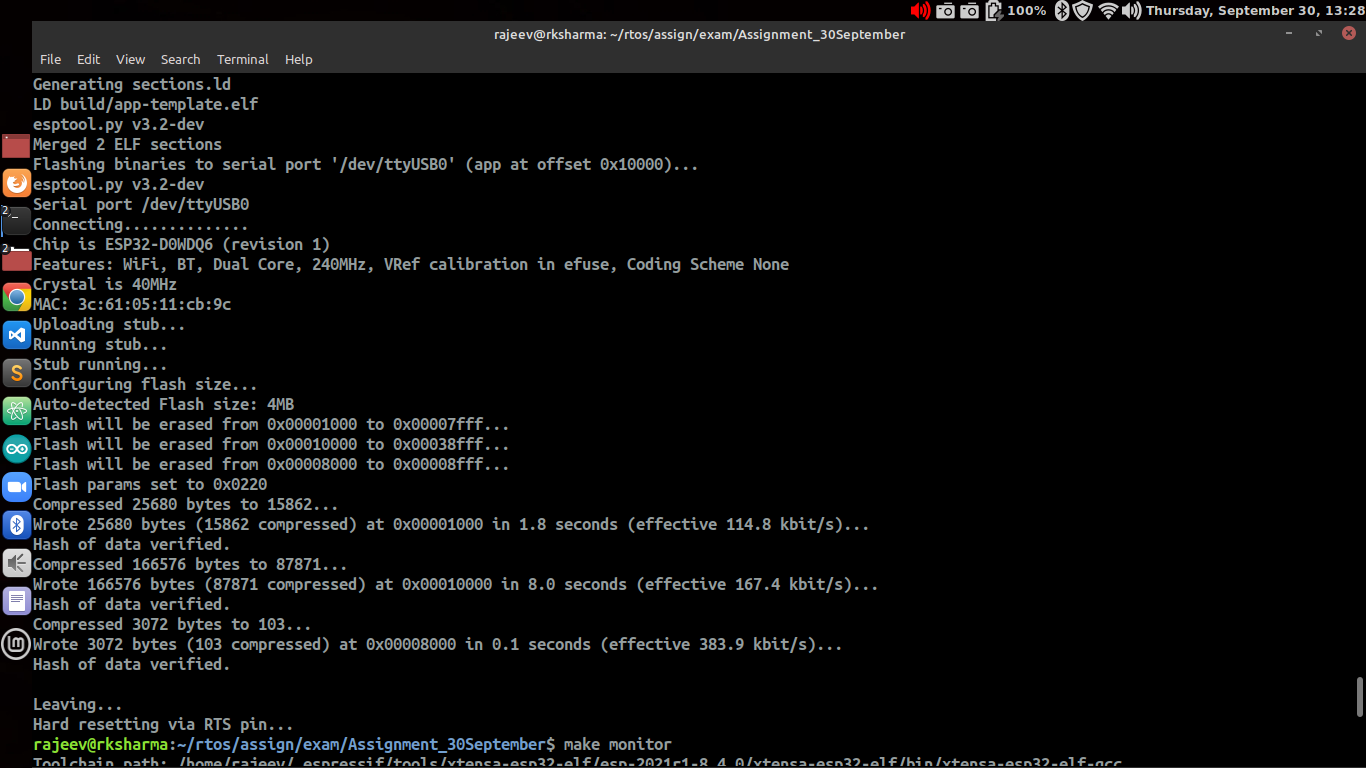 100% Thursday, September 30, 13:28
rajeev@rksharma: ~/rtos/assign/exam/Assignment_30September
File Edit View Search Terminal Help
Generating sections.ld
LD build/app-template.elf
esptool.py v3.2-dev
Merged 2 ELF sections
Flashing binaries to serial port '/dev/ttyUSB0' (app at offset 0x10000)...
esptool.py v3.2-dev
Serial port /dev/ttyUSB0
Connecting..............
Chip is ESP32-D0WDQ6 (revision 1)
Features: WiFi, BT, Dual Core, 240MHz, VRef calibration in efuse, Coding Scheme None
Crystal is 40MHz
MAC: 3c:61:05:11:cb:9c
Uploading stub...
Running stub...
Stub running...
Configuring flash size...
Auto-detected Flash size: 4MB
Flash will be erased from 0x00001000 to 0x00007fff...
Flash will be erased from 0x00010000 to 0x00038fff...
Flash will be erased from 0x00008000 to 0x00008fff...
Flash params set to 0x0220
Compressed 25680 bytes to 15862...
Wrote 25680 bytes (15862 compressed) at 0x00001000 in 1.8 seconds (effective 114.8 kbit/s)...
Hash of data verified.
Compressed 166576 bytes to 87871...
Wrote 166576 bytes (87871 compressed) at 0x00010000 in 8.0 seconds (effective 167.4 kbit/s)...
Hash of data verified.
Compressed 3072 bytes to 103...
Wrote 3072 bytes (103 compressed) at 0x00008000 in 0.1 seconds (effective 383.9 kbit/s)...
Hash of data verified.
Leaving...
Hard resetting via RTS pin...
rajeev@rksharma:~/rtos/assign/exam/Assignment_30September$ make monitor
Toolchain path: /home/rajeev/.espressif/tools/xtensa-esp32-elf/esp-2021r1-8.4.0/xtensa-esp32-elf/bin/xtensa-esp32-elf-gcc